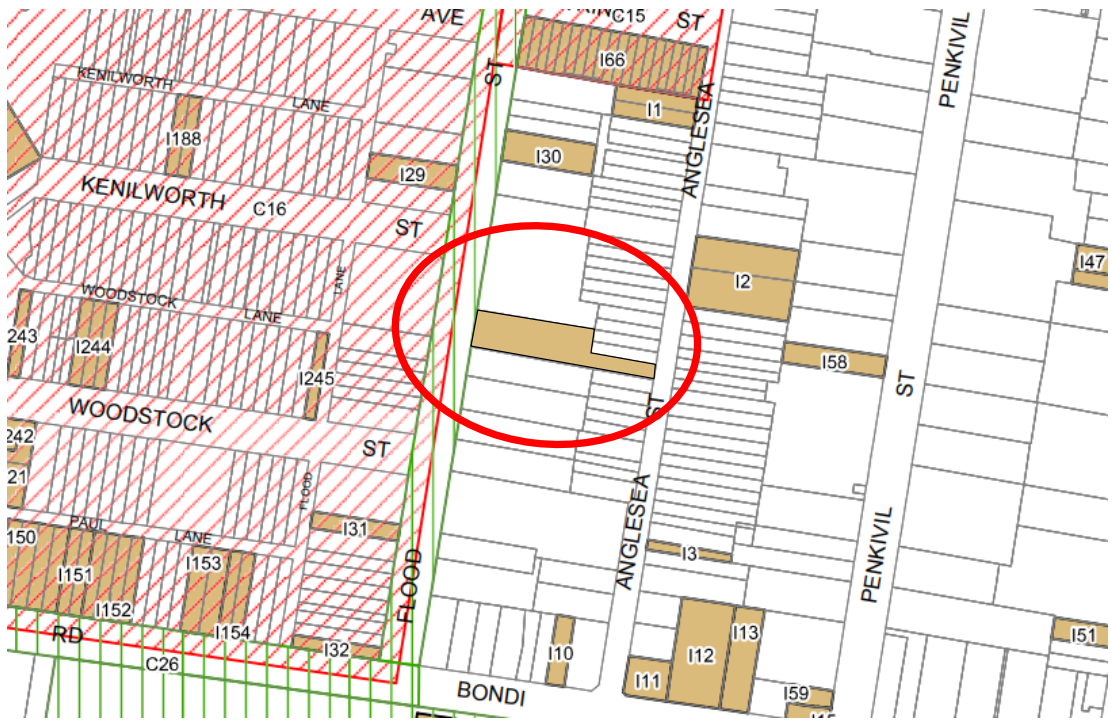 AVE
C15
ST
I66
PENKIVIL
KENILWORTH
LANE
ST
I1
ANGLESEA
I188
I30
I29
KENILWORTH
C16
ST
I47
I2
LANE
WOODSTOCK
LANE
243
I244
I245
I58
ST
ST
WOODSTOCK
ST
242
21
FLOOD
I31
ANGLESEA
PENKIVIL
150
PAUL
LANE
I153
I3
I151
I152
I154
FLOOD
RD
C26
I32
I10
I11
I12
I13
I51
I59
BONDI